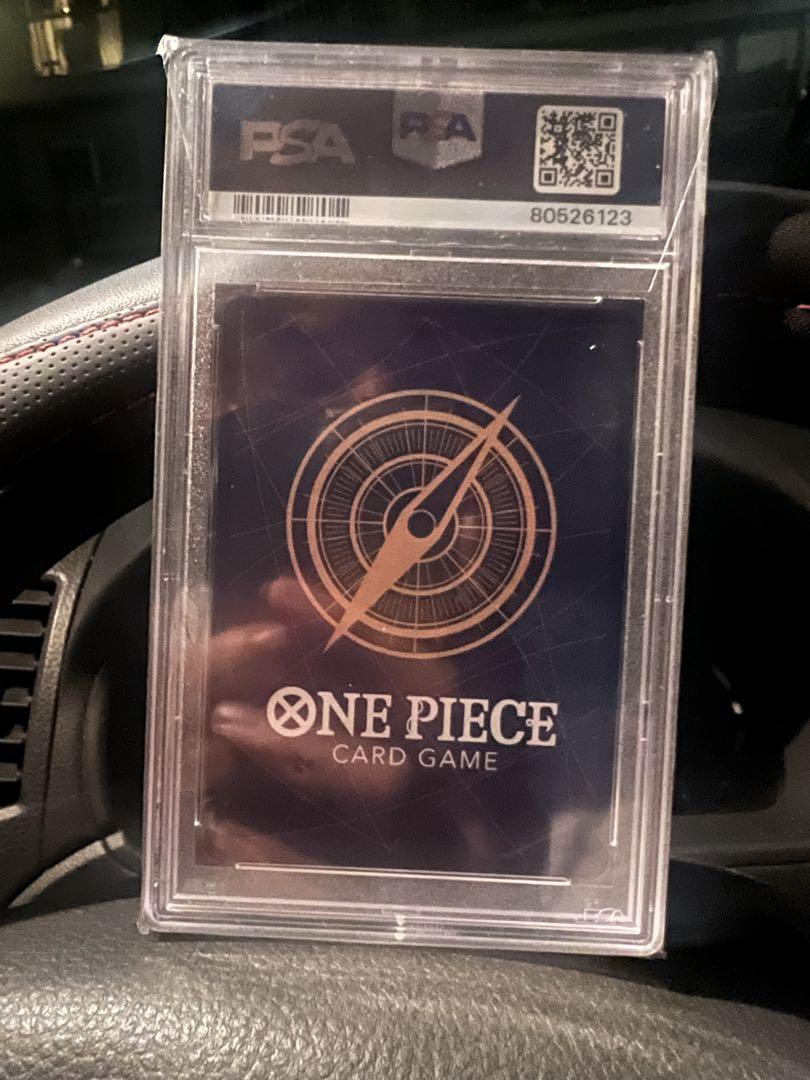 PSA
PSA
80526123
ONE PIECE
CARD GAME